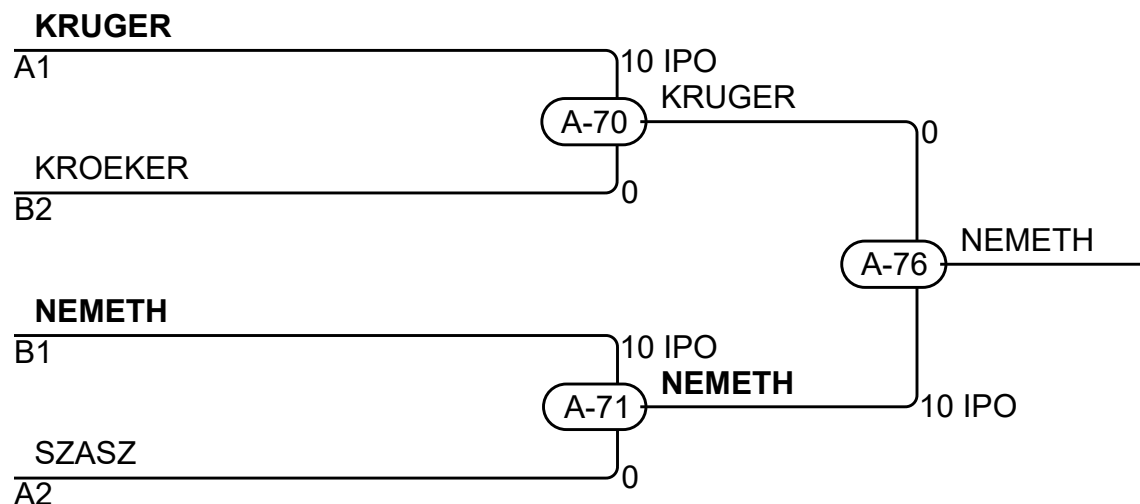 KRUGER
A1
10 IPO
KRUGER
A-70
0
KROEKER
B2
0
NEMETH
A-76
NEMETH
B1
10 IPO
NEMETH
A-71
10 IPO
SZASZ
A2
0